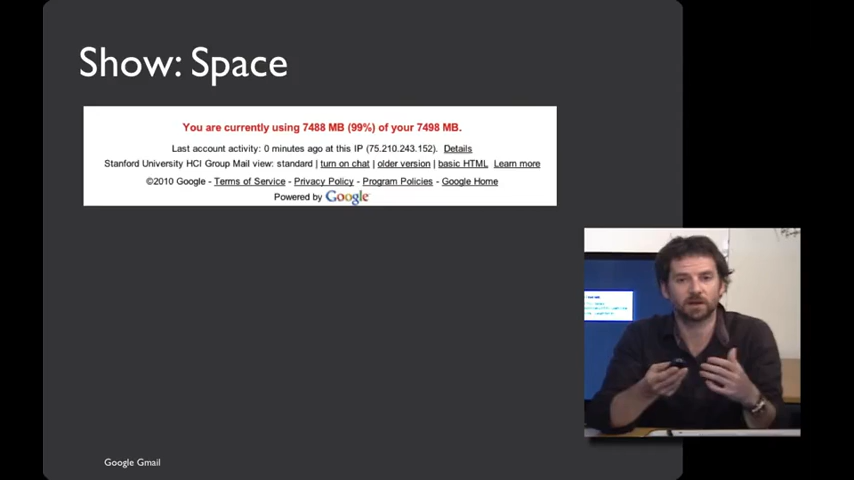 Show: Space
You are currently using 7488 MB (99%) of your 7498 MB.
Last account activity: 0 minutes ago at this IP (75.210.243.152). Details
Stanford University HCI Group Mail view: standard | turn on chat | older version | basic HTML Learn more
©2010 Google - Terms of Service - Privacy Policy - Program Policies - Google Home
Powered by Google
Google Gmail